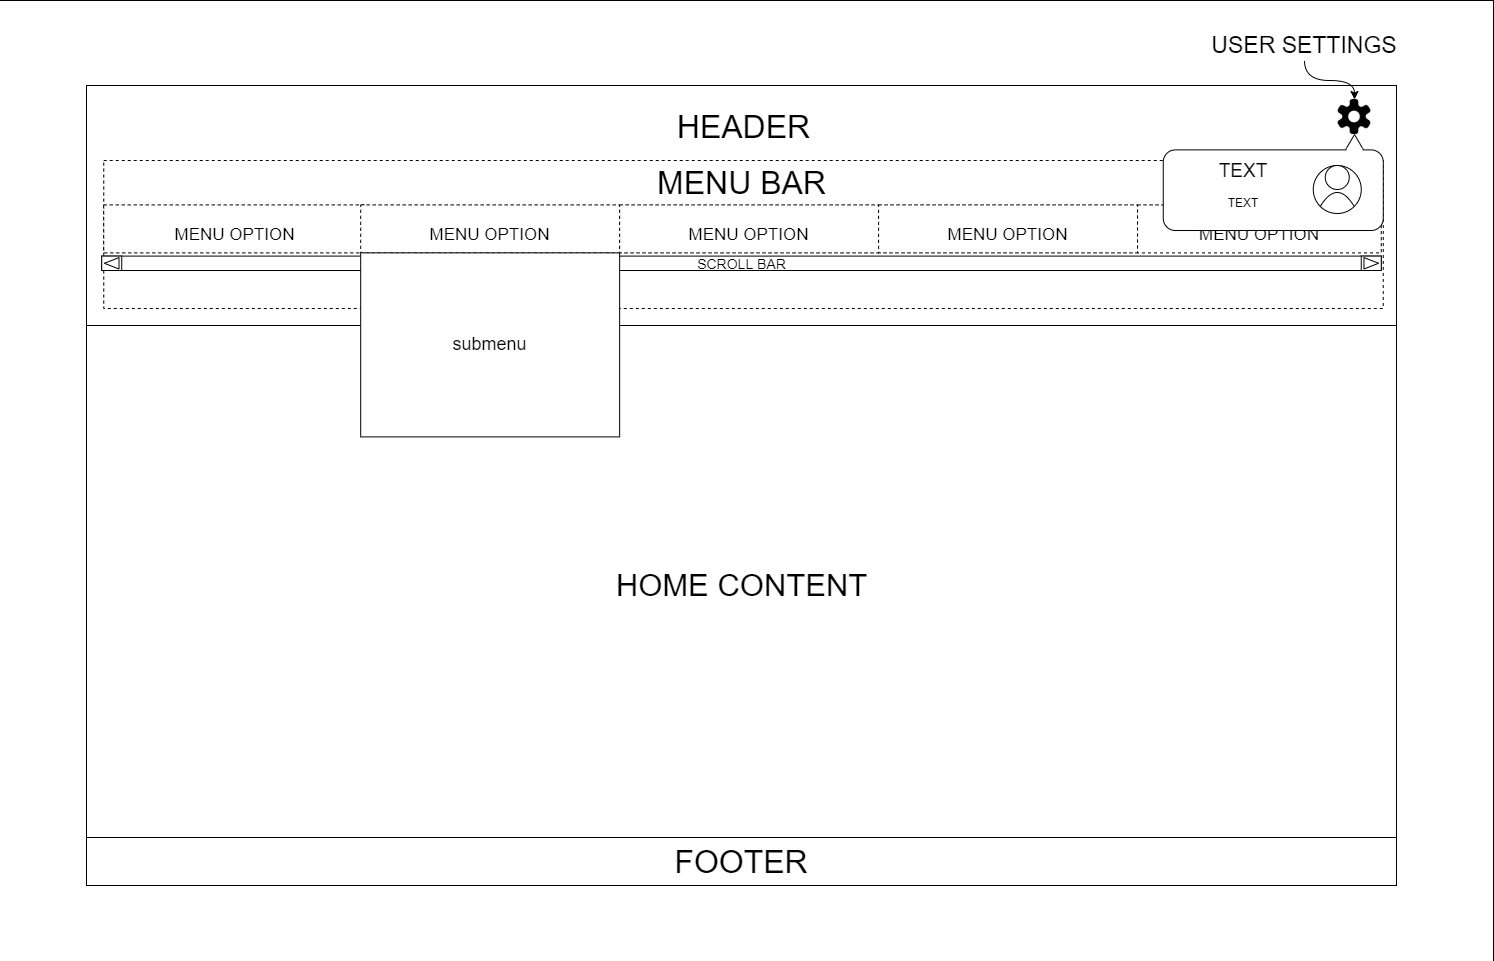 USER SETTINGS
HEADER
MENU BAR
TEXT
TEXT
MENU OPTION
MENU OPTION
MENU OPTION
MENU OPTION
MENU OPTION
SCROLL BAR
submenu
HOME CONTENT
FOOTER